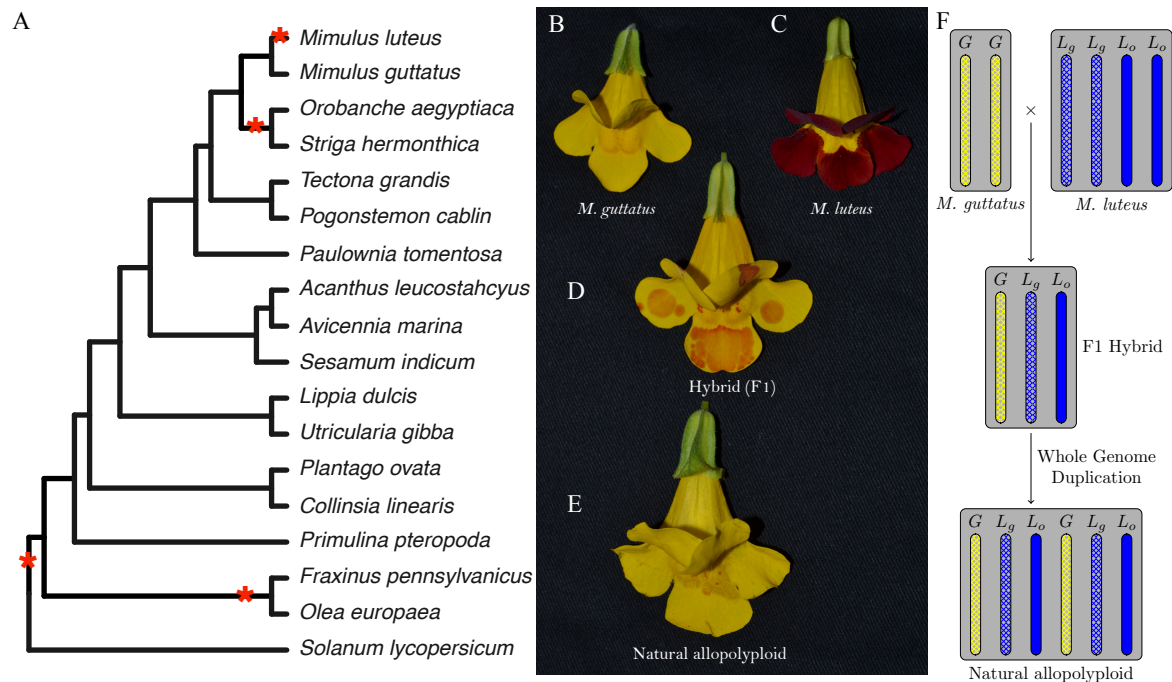 A
Mimulus luteus
Mimulus guttatus
Orobanche aegyptiaca
Striga hermonthica
Tectona grandis
Pogonstemon cablin
Paulownia tomentosa
Acanthus leucostahcyus
Avicennia marina
Sesamum indicum
Lippia dulcis
Utricularia gibba
Plantago ovata
Collinsia linearis
Primulina pteropoda
Fraxinus pennsylvanicus
Olea europaea
Solanum lycopersicum
B
M. guttatus
C
M. luteus
D
Hybrid (F1)
E
Natural allopolyploid
F
G G
Lg Lg Lo Lo
×
M. guttatus
M. luteus
G Lg Lo
F1 Hybrid
Whole Genome
Duplication
G Lg Lo G Lg Lo
Natural allopolyploid